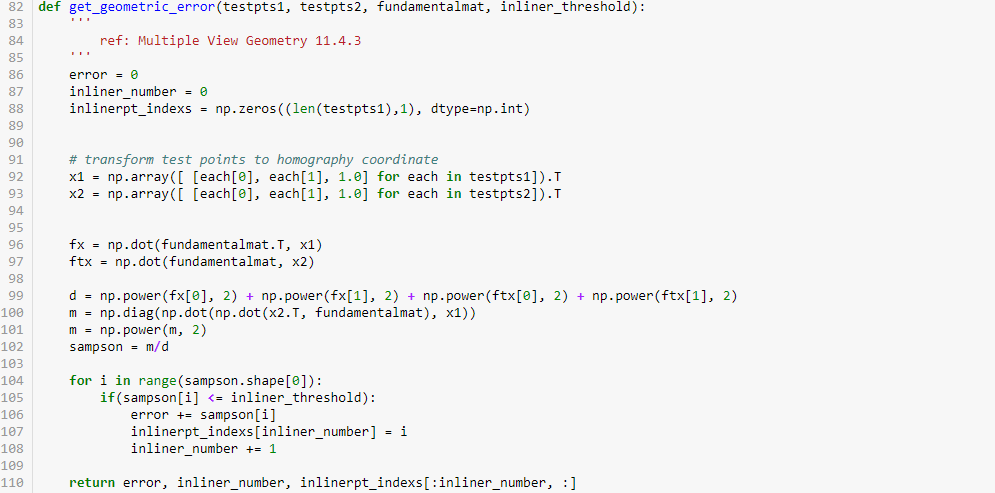 82 def get_geometric_error(testpts1, testpts2, fundamentalmat, inliner_threshold):
83     '''
84         ref: Multiple View Geometry 11.4.3
85     '''
86     error = 0
87     inliner_number = 0
88     inlinerpt_indexs = np.zeros((len(testpts1),1), dtype=np.int)
89
90
91     # transform test points to homography coordinate
92     x1 = np.array([ [each[0], each[1], 1.0] for each in testpts1]).T
93     x2 = np.array([ [each[0], each[1], 1.0] for each in testpts2]).T
94
95
96     fx = np.dot(fundamentalmat.T, x1)
97     ftx = np.dot(fundamentalmat, x2)
98
99     d = np.power(fx[0], 2) + np.power(fx[1], 2) + np.power(ftx[0], 2) + np.power(ftx[1], 2)
100     m = np.diag(np.dot(np.dot(x2.T, fundamentalmat), x1))
101     m = np.power(m, 2)
102     sampson = m/d
103
104     for i in range(sampson.shape[0]):
105         if(sampson[i] <= inliner_threshold):
106             error += sampson[i]
107             inlinerpt_indexs[inliner_number] = i
108             inliner_number += 1
109
110     return error, inliner_number, inlinerpt_indexs[:inliner_number, :]